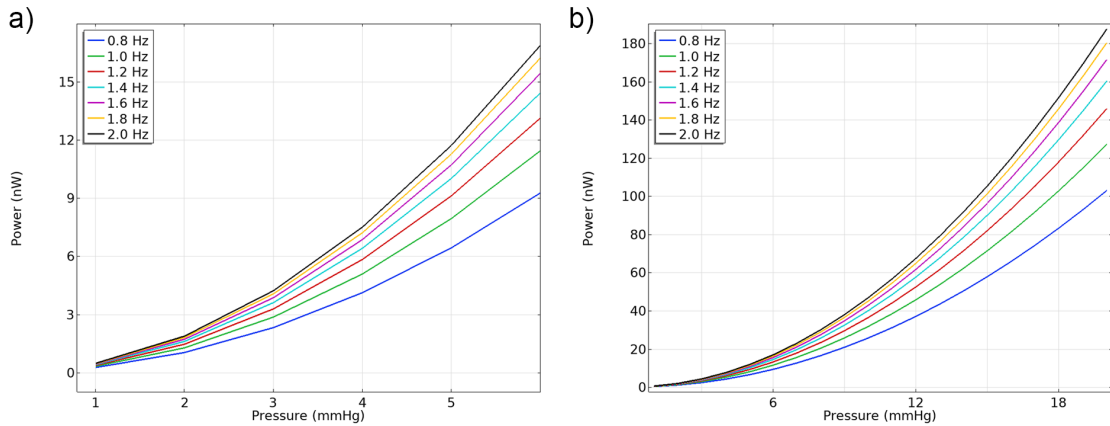 a)
0.8 Hz
1.0 Hz
1.2 Hz
1.4 Hz
1.6 Hz
1.8 Hz
2.0 Hz
Power (nW)
15
12
9
6
3
0
1 2 3 4 5
Pressure (mmHg)
b)
0.8 Hz
1.0 Hz
1.2 Hz
1.4 Hz
1.6 Hz
1.8 Hz
2.0 Hz
Power (nW)
180
160
140
120
100
80
60
40
20
0
6 12 18
Pressure (mmHg)